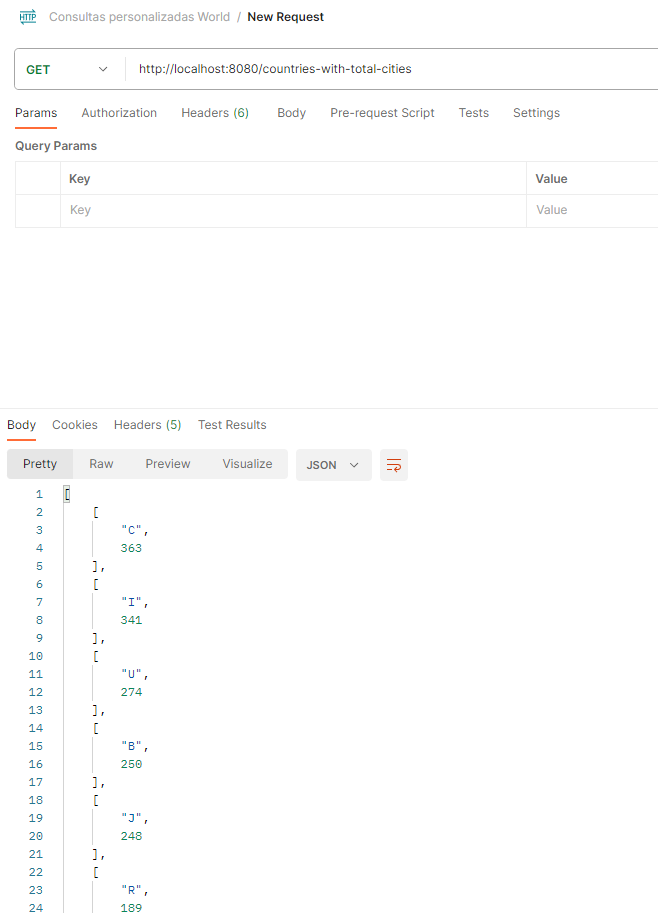 HTTP Consultas personalizadas World / New Request
GET http://localhost:8080/countries-with-total-cities
Params Authorization Headers (6) Body Pre-request Script Tests Settings
Query Params
Key Value
Key Value
Body Cookies Headers (5) Test Results
Pretty Raw Preview Visualize JSON
1 [
2 [
3 "C",
4 363
5 ],
6 [
7 "I",
8 341
9 ],
10 [
11 "U",
12 274
13 ],
14 [
15 "B",
16 250
17 ],
18 [
19 "J",
20 248
21 ],
22 [
23 "R",
24 189